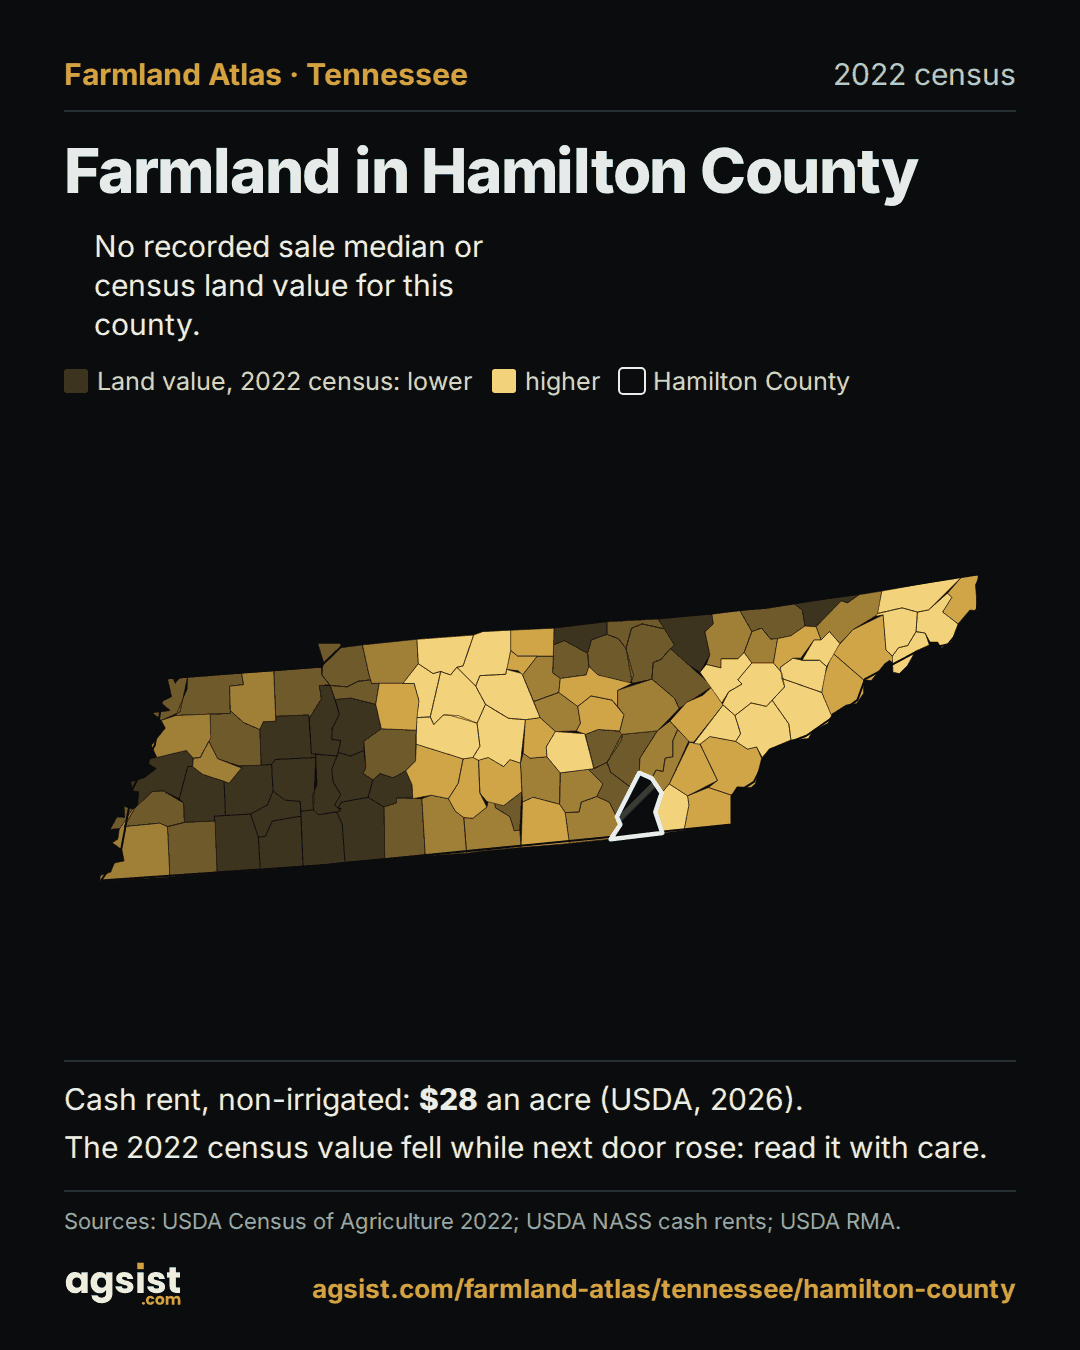 Farmland Atlas · Tennessee
2022 census
Farmland in Hamilton County
No recorded sale median or
census land value for this
county.
Land value, 2022 census: lower
higher
Hamilton County
Cash rent, non-irrigated: $28 an acre (USDA, 2026).
The 2022 census value fell while next door rose: read it with care.
Sources: USDA Census of Agriculture 2022; USDA NASS cash rents; USDA RMA.
agsist
.com
agsist.com/farmland-atlas/tennessee/hamilton-county